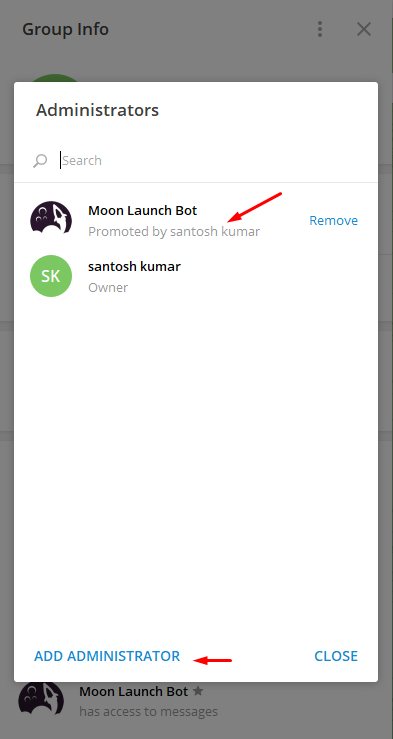 Group Info
Administrators
Search
Moon Launch Bot
Promoted by santosh kumar
Remove
SK
santosh kumar
Owner
ADD ADMINISTRATOR
CLOSE
Moon Launch Bot
has access to messages